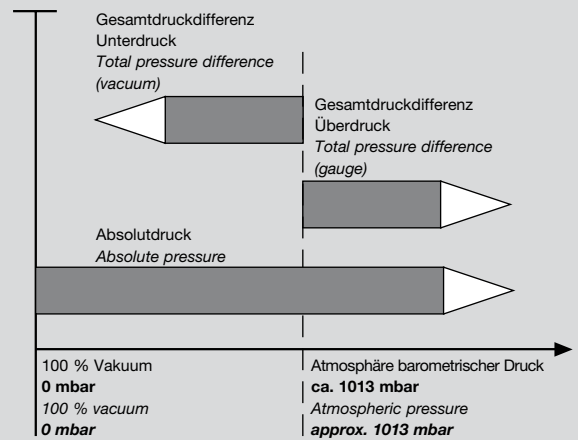 Gesamtdruckdifferenz
Unterdruck
Total pressure difference
(vacuum)
Gesamtdruckdifferenz
Überdruck
Total pressure difference
(gauge)
Absolutdruck
Absolute pressure
100 % Vakuum
0 mbar
100 % vacuum
0 mbar
Atmosphäre barometrischer Druck
ca. 1013 mbar
Atmospheric pressure
approx. 1013 mbar